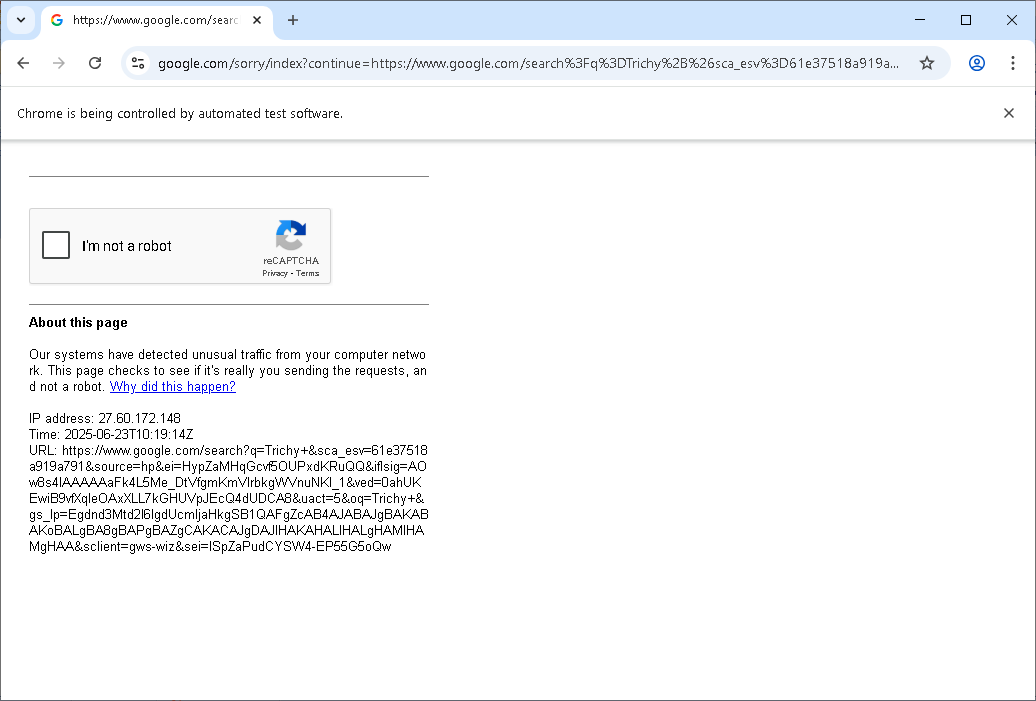 https://www.google.com/searc
google.com/sorry/index?continue=https://www.google.com/search%3Fq%3DTrichy%2B%26sca_esv%3D61e37518a919a...
Chrome is being controlled by automated test software.
I'm not a robot
reCAPTCHA
Privacy - Terms
About this page
Our systems have detected unusual traffic from your computer netwo
rk. This page checks to see if it's really you sending the requests, an
d not a robot. Why did this happen?
IP address: 27.60.172.148
Time: 2025-06-23T10:19:14Z
URL: https://www.google.com/search?q=Trichy+&sca_esv=61e37518
a919a791&source=hp&ei=HypZaMHqGcvf5OUPxdKRuQQ&iflsig=AO
w8s4IAAAAAaFk4L5Me_DtVfgmKmVlrbkgWVnuNKI_1&ved=0ahUK
EwiB9vfXqIeOAxXLL7kGHUVpJEcQ4dUDCA8&uact=5&oq=Trichy+&
gs_lp=Egdnd3Mtd2l6IgdUcmljaHkgSB1QAFgZcAB4AJABAJgBAKAB
AKoBALgBA8gBAPgBAZgCAKACAJgDAJIHAKAHALIHALgHAMIHA
MgHAA&sclient=gws-wiz&sei=ISpZaPudCYSW4-EP55G5oQw